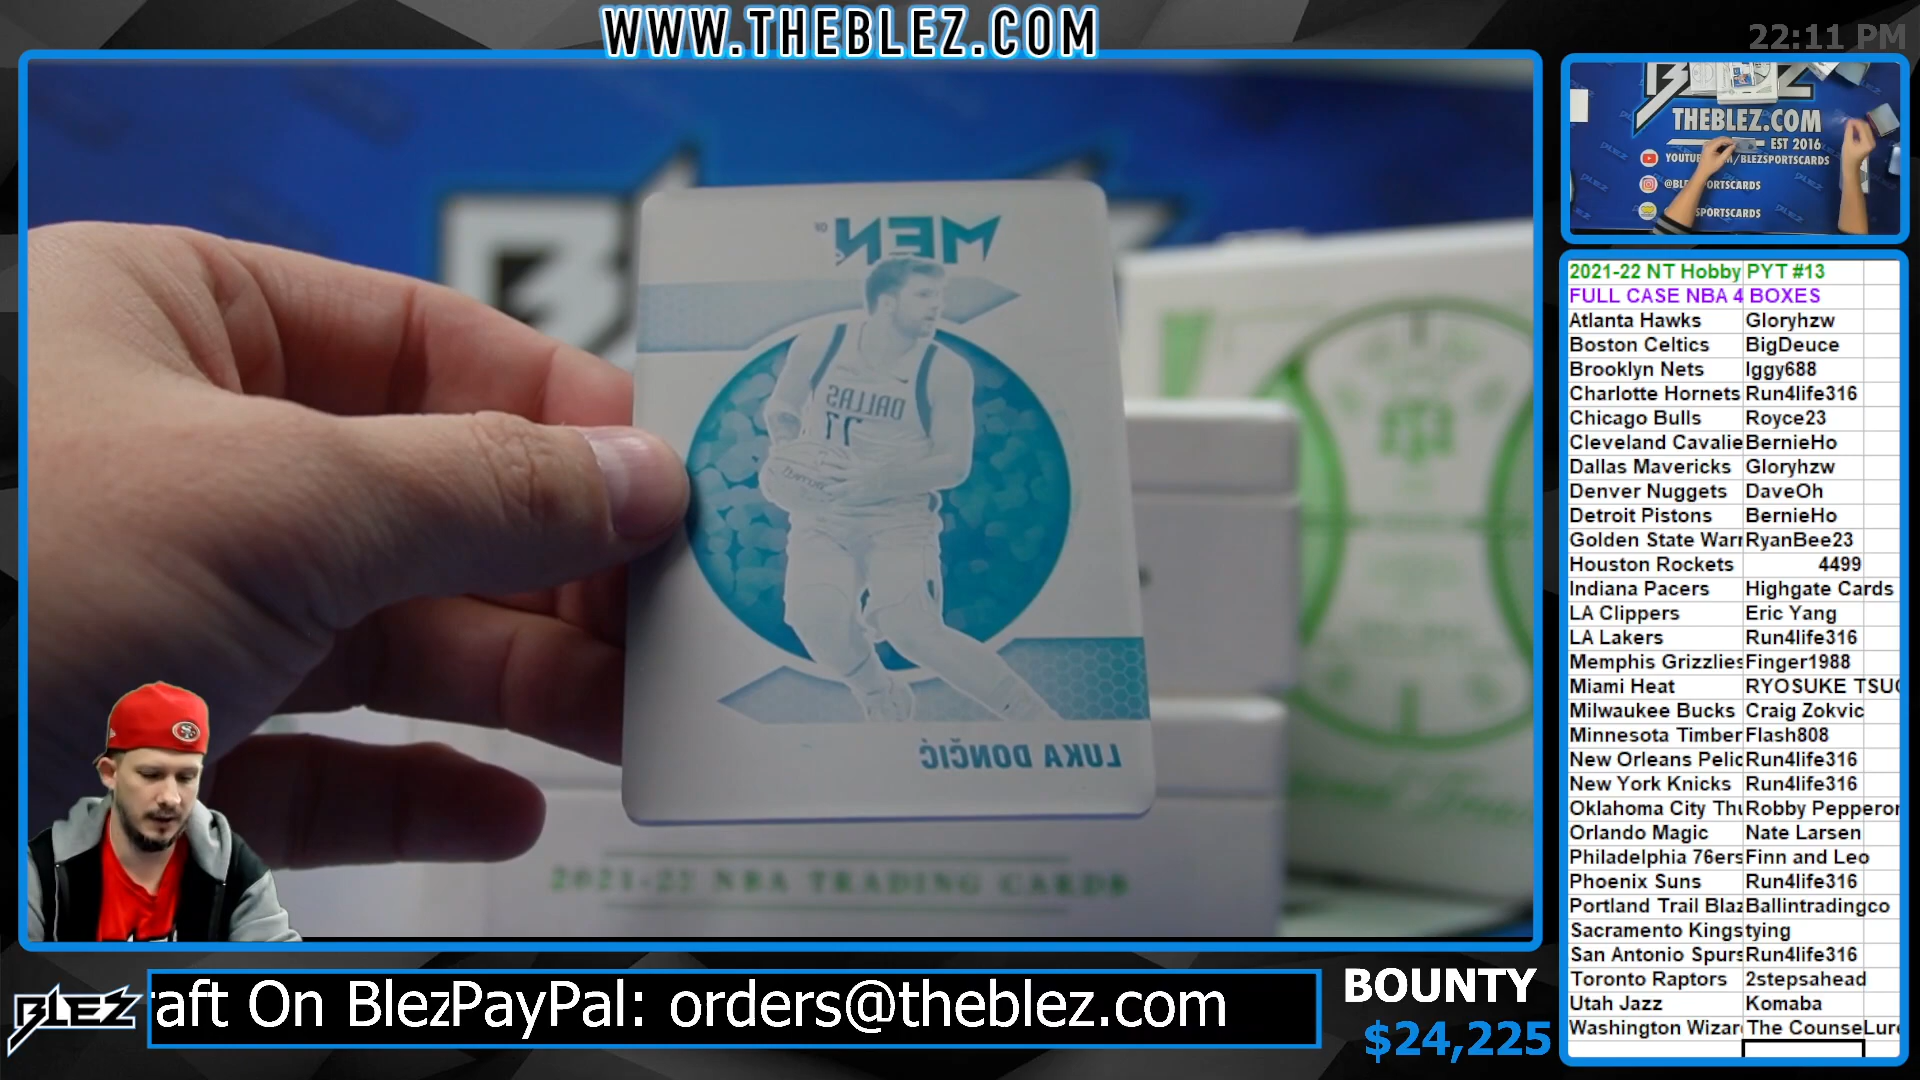 WWW.THEBLEZ.COM
22:11 PM
MEN
OF
DALLAS
77
LUKA DONČIĆ
2021-22 NBA TRADING CARDS
THEBLEZ.COM
EST 2016
/BLEZSPORTSCARDS
SPORTSCARDS
2021-22 NT Hobby PYT #13
FULL CASE NBA 4 BOXES
Atlanta Hawks Gloryhzw
Boston Celtics BigDeuce
Brooklyn Nets Iggy688
Charlotte Hornets Run4life316
Chicago Bulls Royce23
Cleveland Cavalie BernieHo
Dallas Mavericks Gloryhzw
Denver Nuggets DaveOh
Detroit Pistons BernieHo
Golden State Warr RyanBee23
Houston Rockets 4499
Indiana Pacers Highgate Cards
LA Clippers Eric Yang
LA Lakers Run4life316
Memphis Grizzlies Finger1988
Miami Heat RYOSUKE TSUG
Milwaukee Bucks Craig Zokvic
Minnesota Timber Flash808
New Orleans Pelic Run4life316
New York Knicks Run4life316
Oklahoma City Thu Robby Pepperor
Orlando Magic Nate Larsen
Philadelphia 76ers Finn and Leo
Phoenix Suns Run4life316
Portland Trail Blaz Ballintradingco
Sacramento Kings tying
San Antonio Spurs Run4life316
Toronto Raptors 2stepsahead
Utah Jazz Komaba
Washington Wizar The CounseLure
BLEZ
raft On BlezPayPal: orders@theblez.com
BOUNTY
$24,225